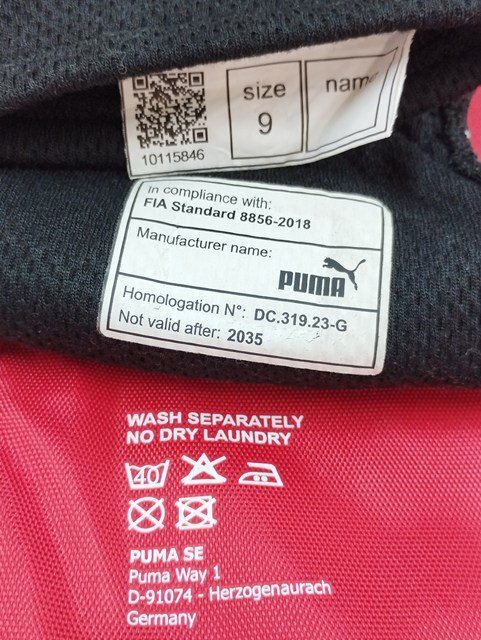 size
name
9
10115846
In compliance with:
FIA Standard 8856-2018
Manufacturer name:
PUMA
Homologation N°: DC.319.23-G
Not valid after: 2035
WASH SEPARATELY
NO DRY LAUNDRY
40
PUMA SE
Puma Way 1
D-91074 - Herzogenaurach
Germany